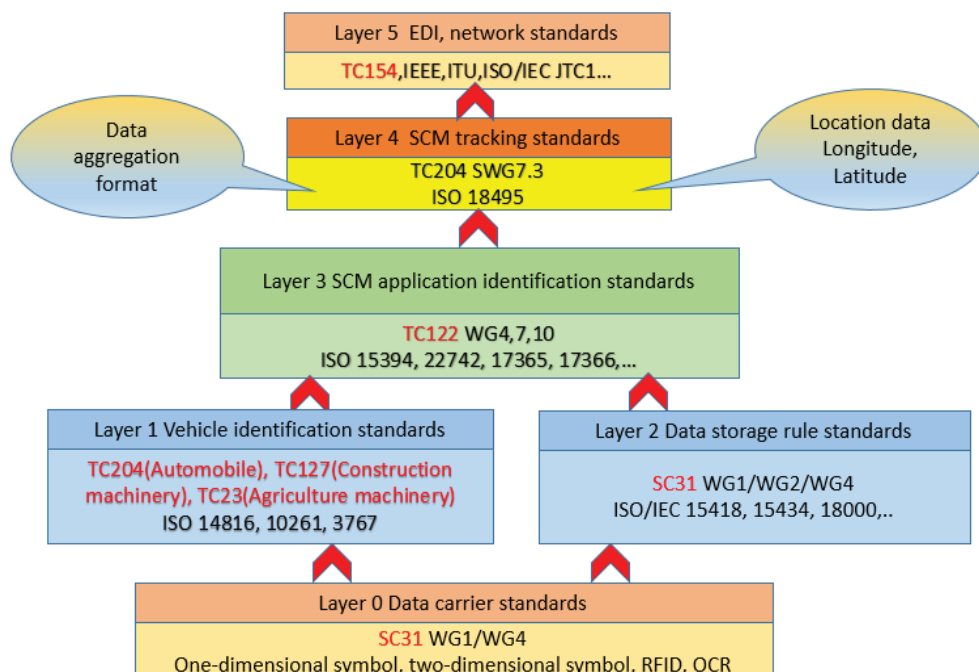 Layer 5 EDI, network standards
TC154,IEEE,ITU,ISO/IEC JTC1...
Data
aggregation
format
Layer 4 SCM tracking standards
TC204 SWG7.3
ISO 18495
Location data
Longitude,
Latitude
Layer 3 SCM application identification standards
TC122 WG4,7,10
ISO 15394, 22742, 17365, 17366,...
Layer 1 Vehicle identification standards
TC204(Automobile), TC127(Construction
machinery), TC23(Agriculture machinery)
ISO 14816, 10261, 3767
Layer 2 Data storage rule standards
SC31 WG1/WG2/WG4
ISO/IEC 15418, 15434, 18000,..
Layer 0 Data carrier standards
SC31 WG1/WG4
One-dimensional symbol, two-dimensional symbol, RFID, OCR